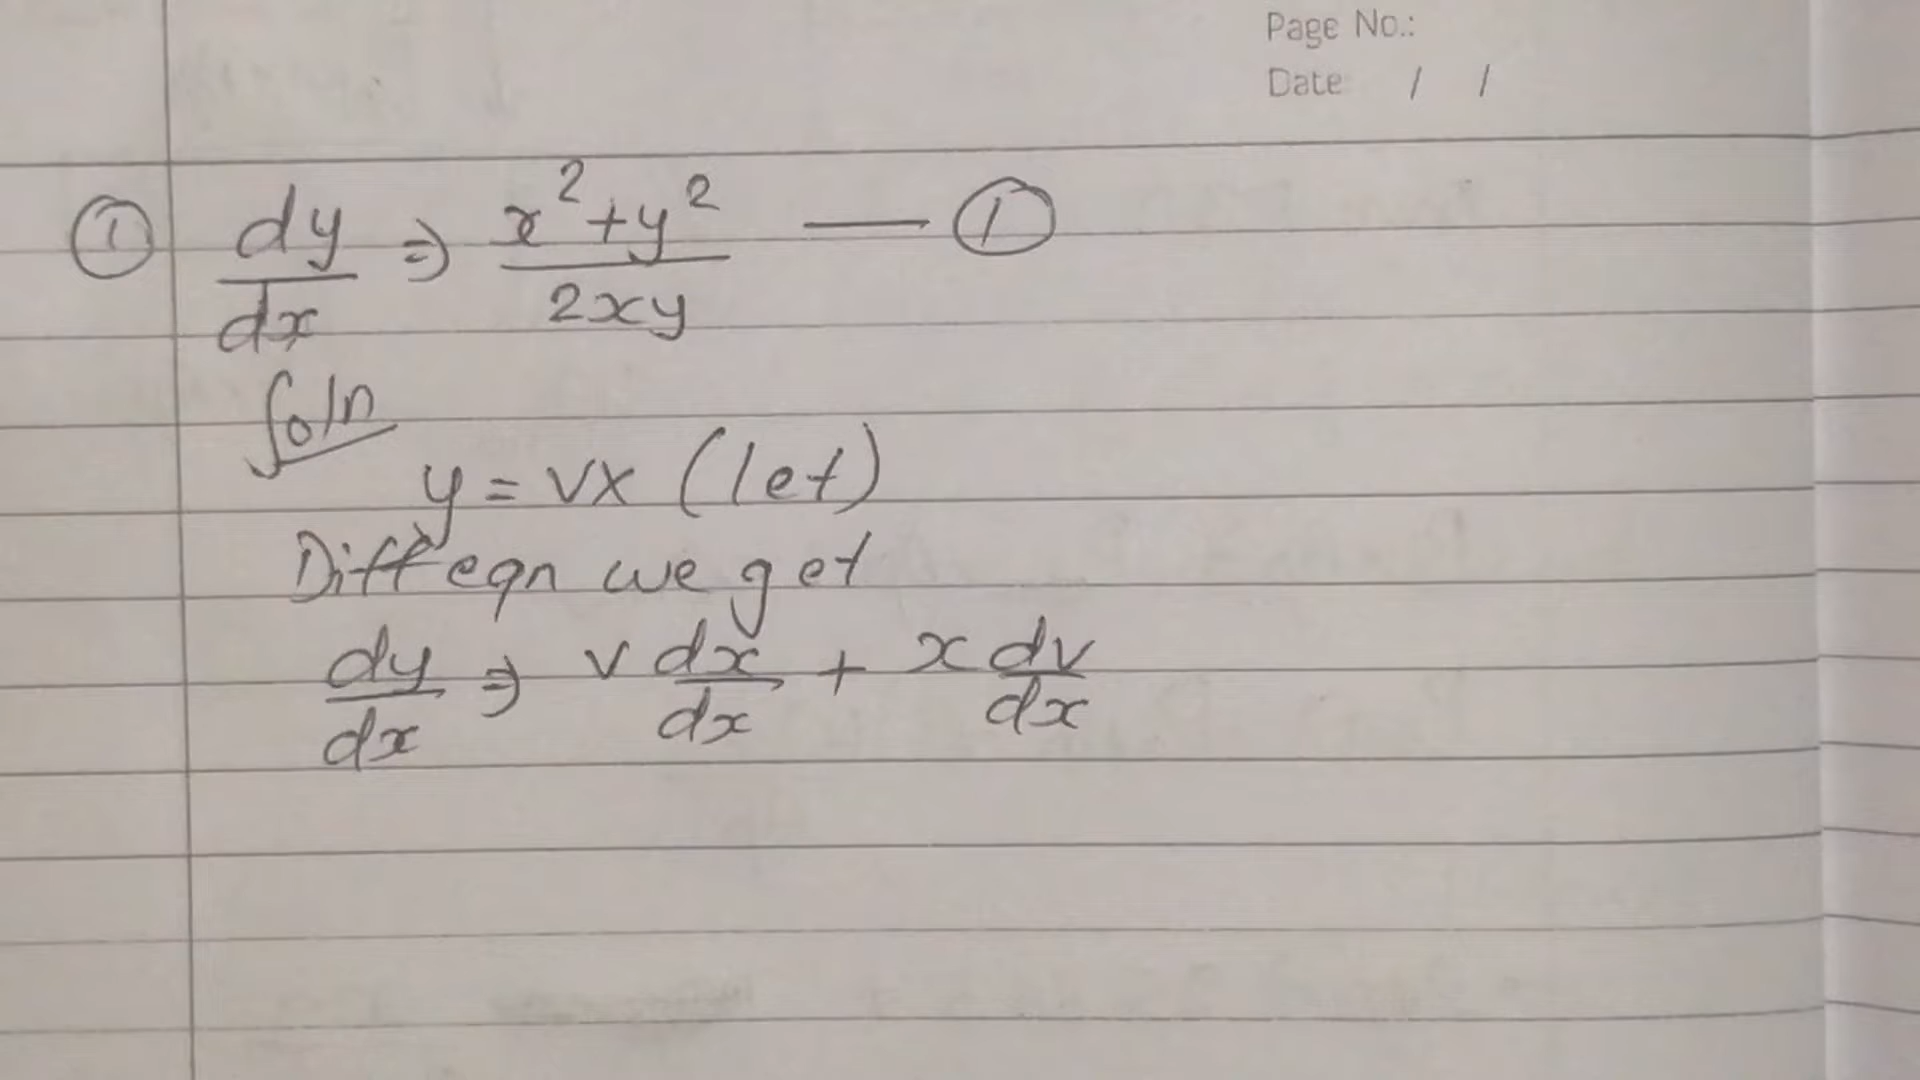 Page No.:
Date / /
① dy/dx ⇒ x²+y²/2xy — ①
Soln
y = vx (let)
Diff eqn we get
dy/dx ⇒ v dx/dx + x dv/dx